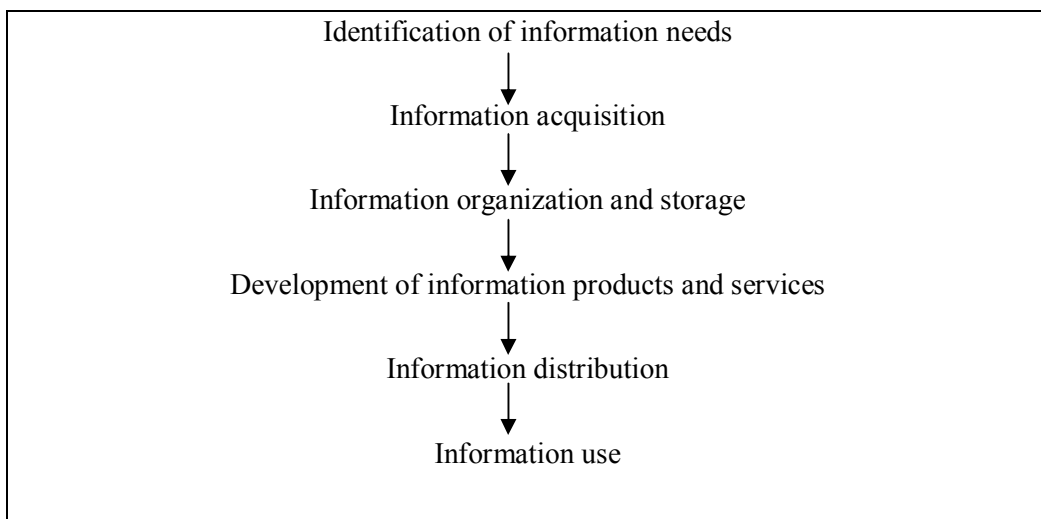 Identification of information needs
Information acquisition
Information organization and storage
Development of information products and services
Information distribution
Information use